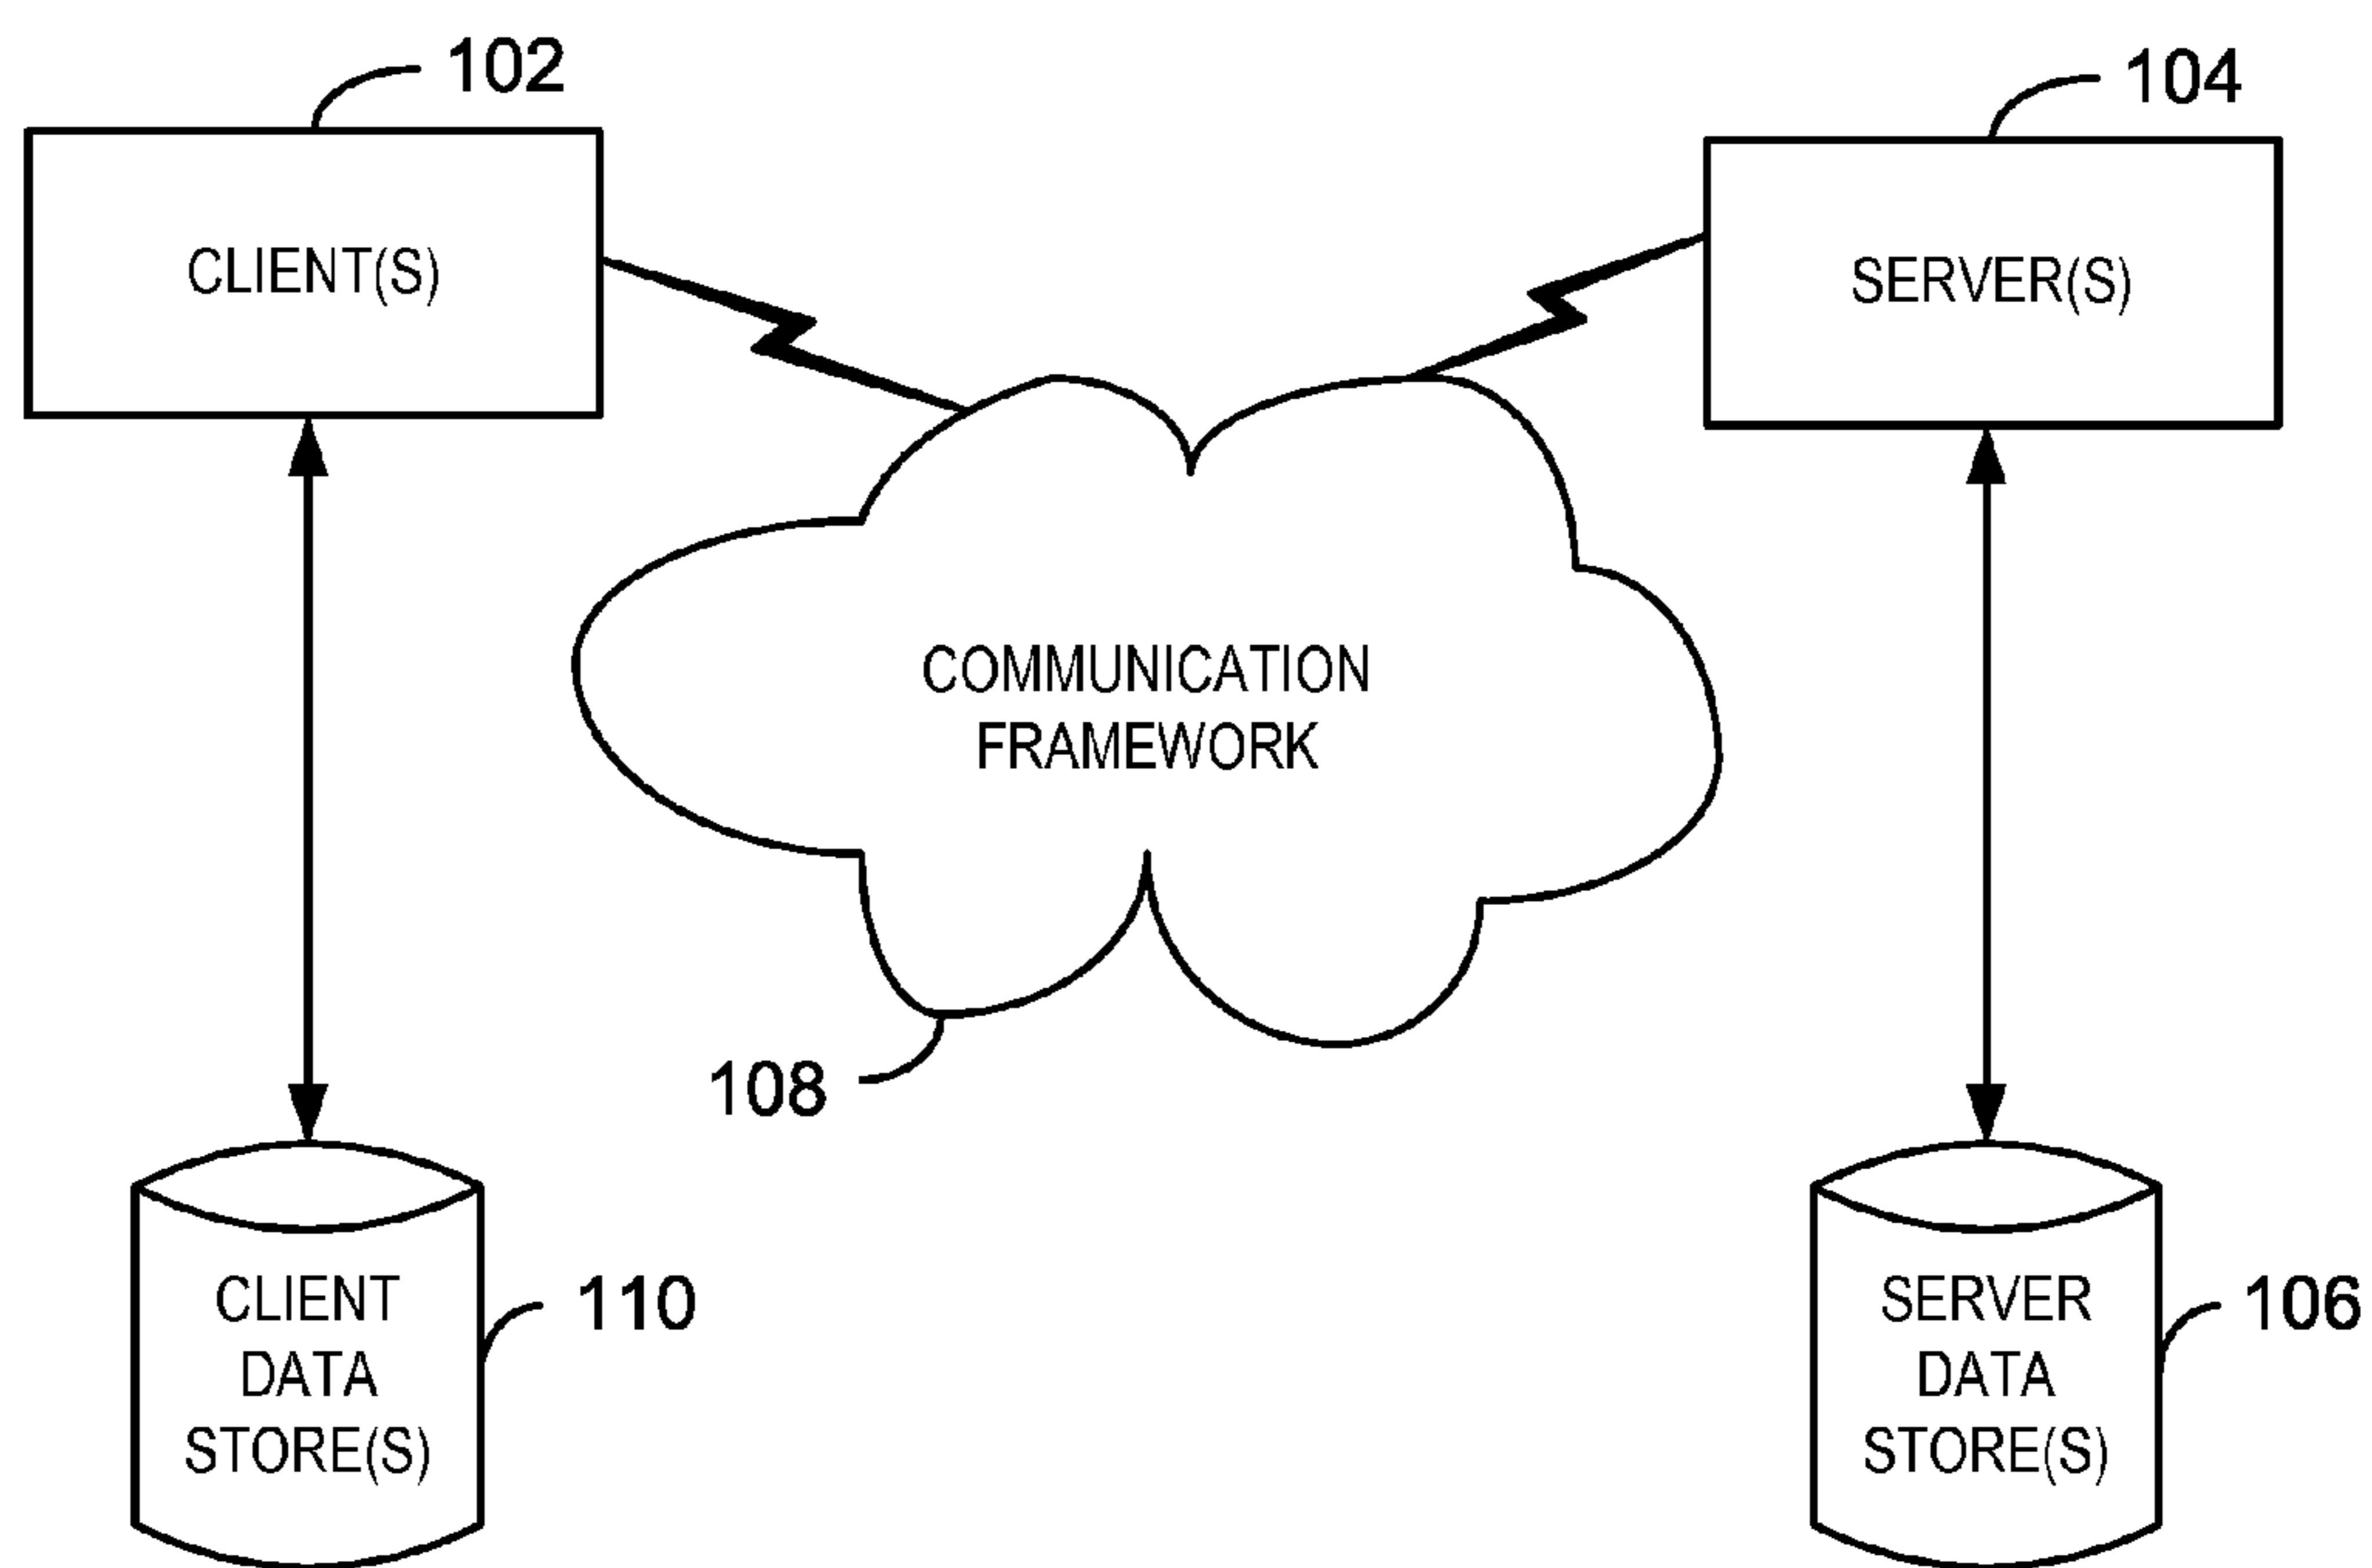 102
104
CLIENT(S)
SERVER(S)
COMMUNICATION
FRAMEWORK
108
CLIENT
DATA
STORE(S)
110
SERVER
DATA
STORE(S)
106